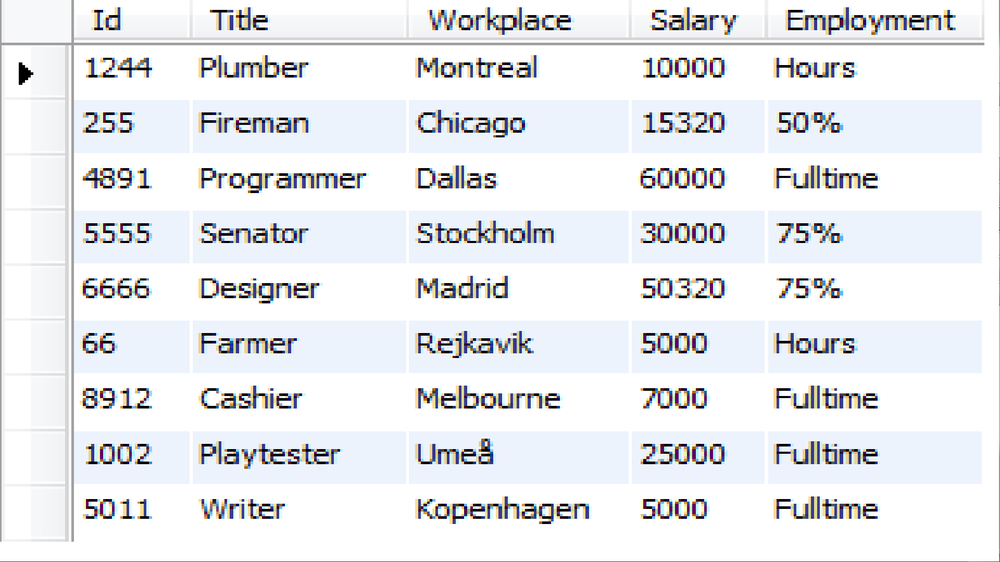 Id Title Workplace Salary Employment
1244 Plumber Montreal 10000 Hours
255 Fireman Chicago 15320 50%
4891 Programmer Dallas 60000 Fulltime
5555 Senator Stockholm 30000 75%
6666 Designer Madrid 50320 75%
66 Farmer Rejkavik 5000 Hours
8912 Cashier Melbourne 7000 Fulltime
1002 Playtester Umeå 25000 Fulltime
5011 Writer Kopenhagen 5000 Fulltime